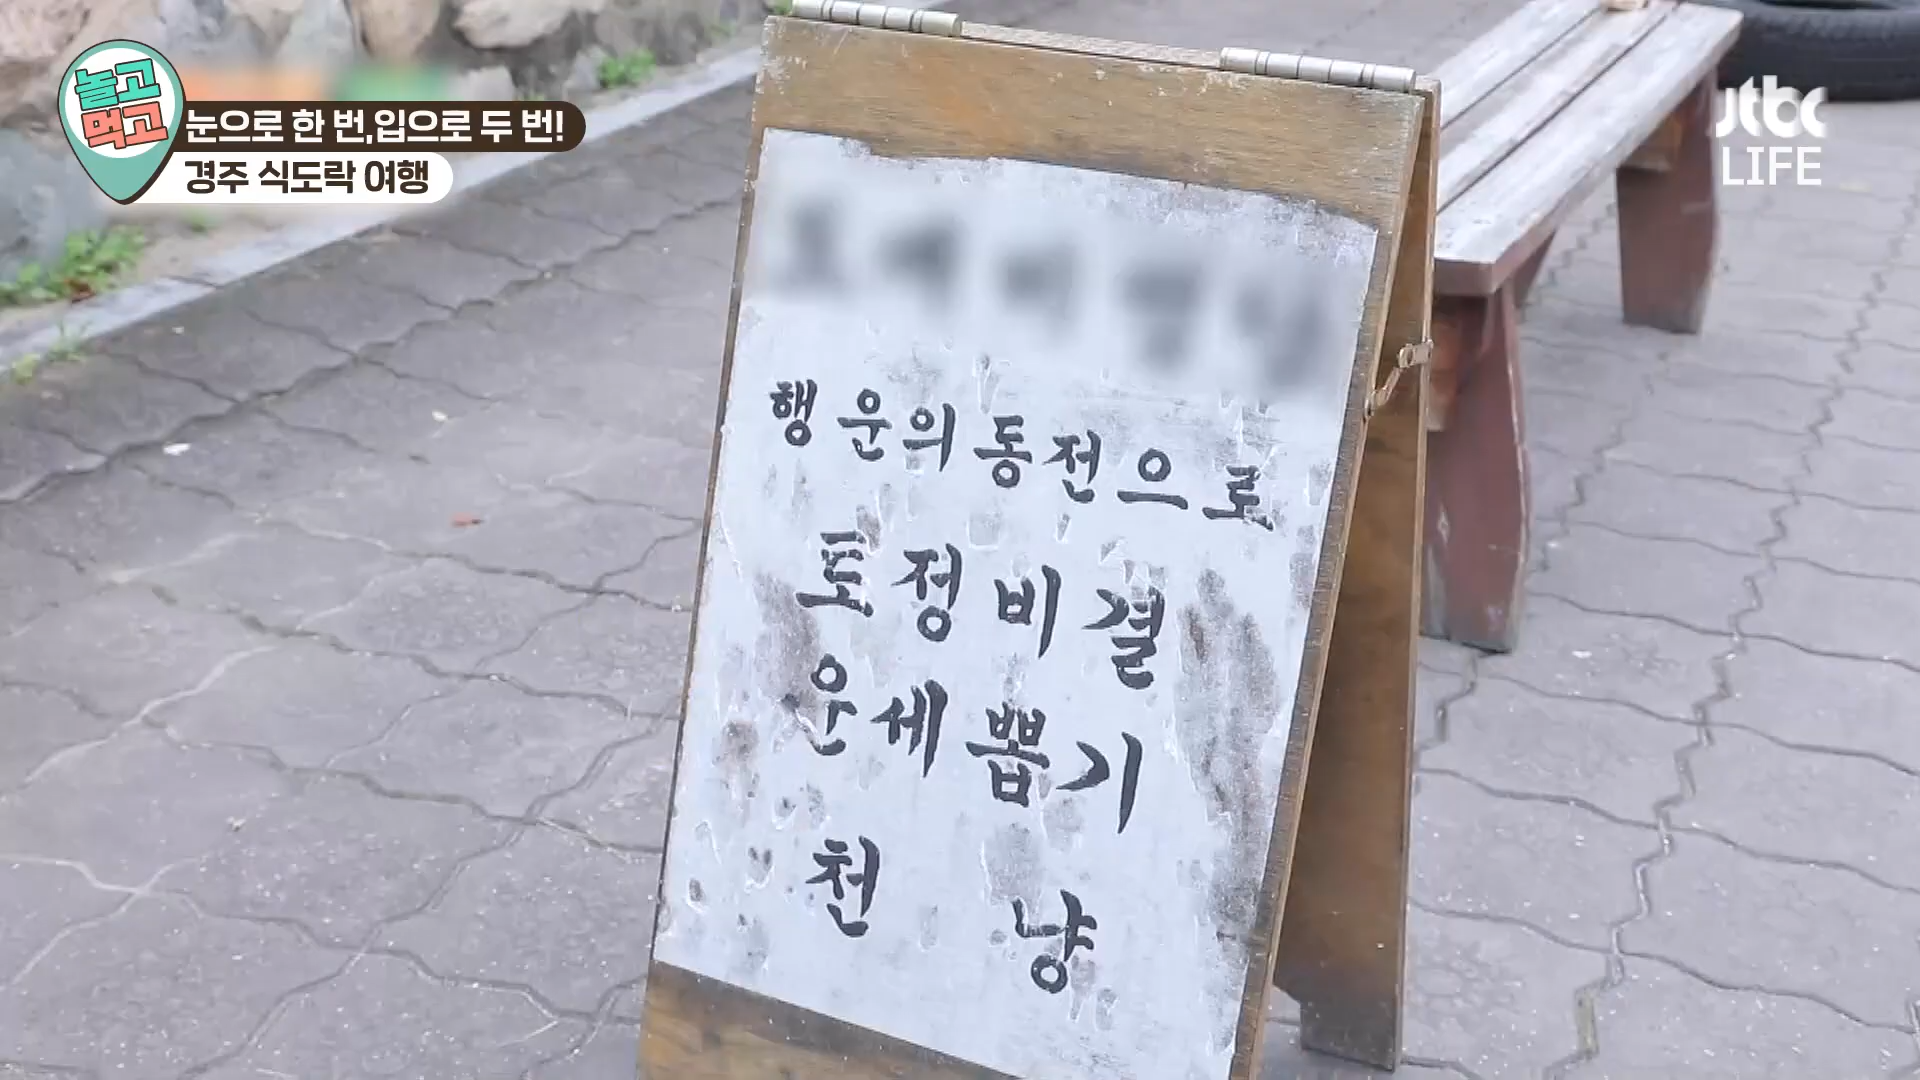 놀고
먹고
눈으로 한 번,입으로 두 번!
경주 식도락 여행
jtbc
LIFE
행운의 동전으로
토정비결
운세 뽑기
천 냥